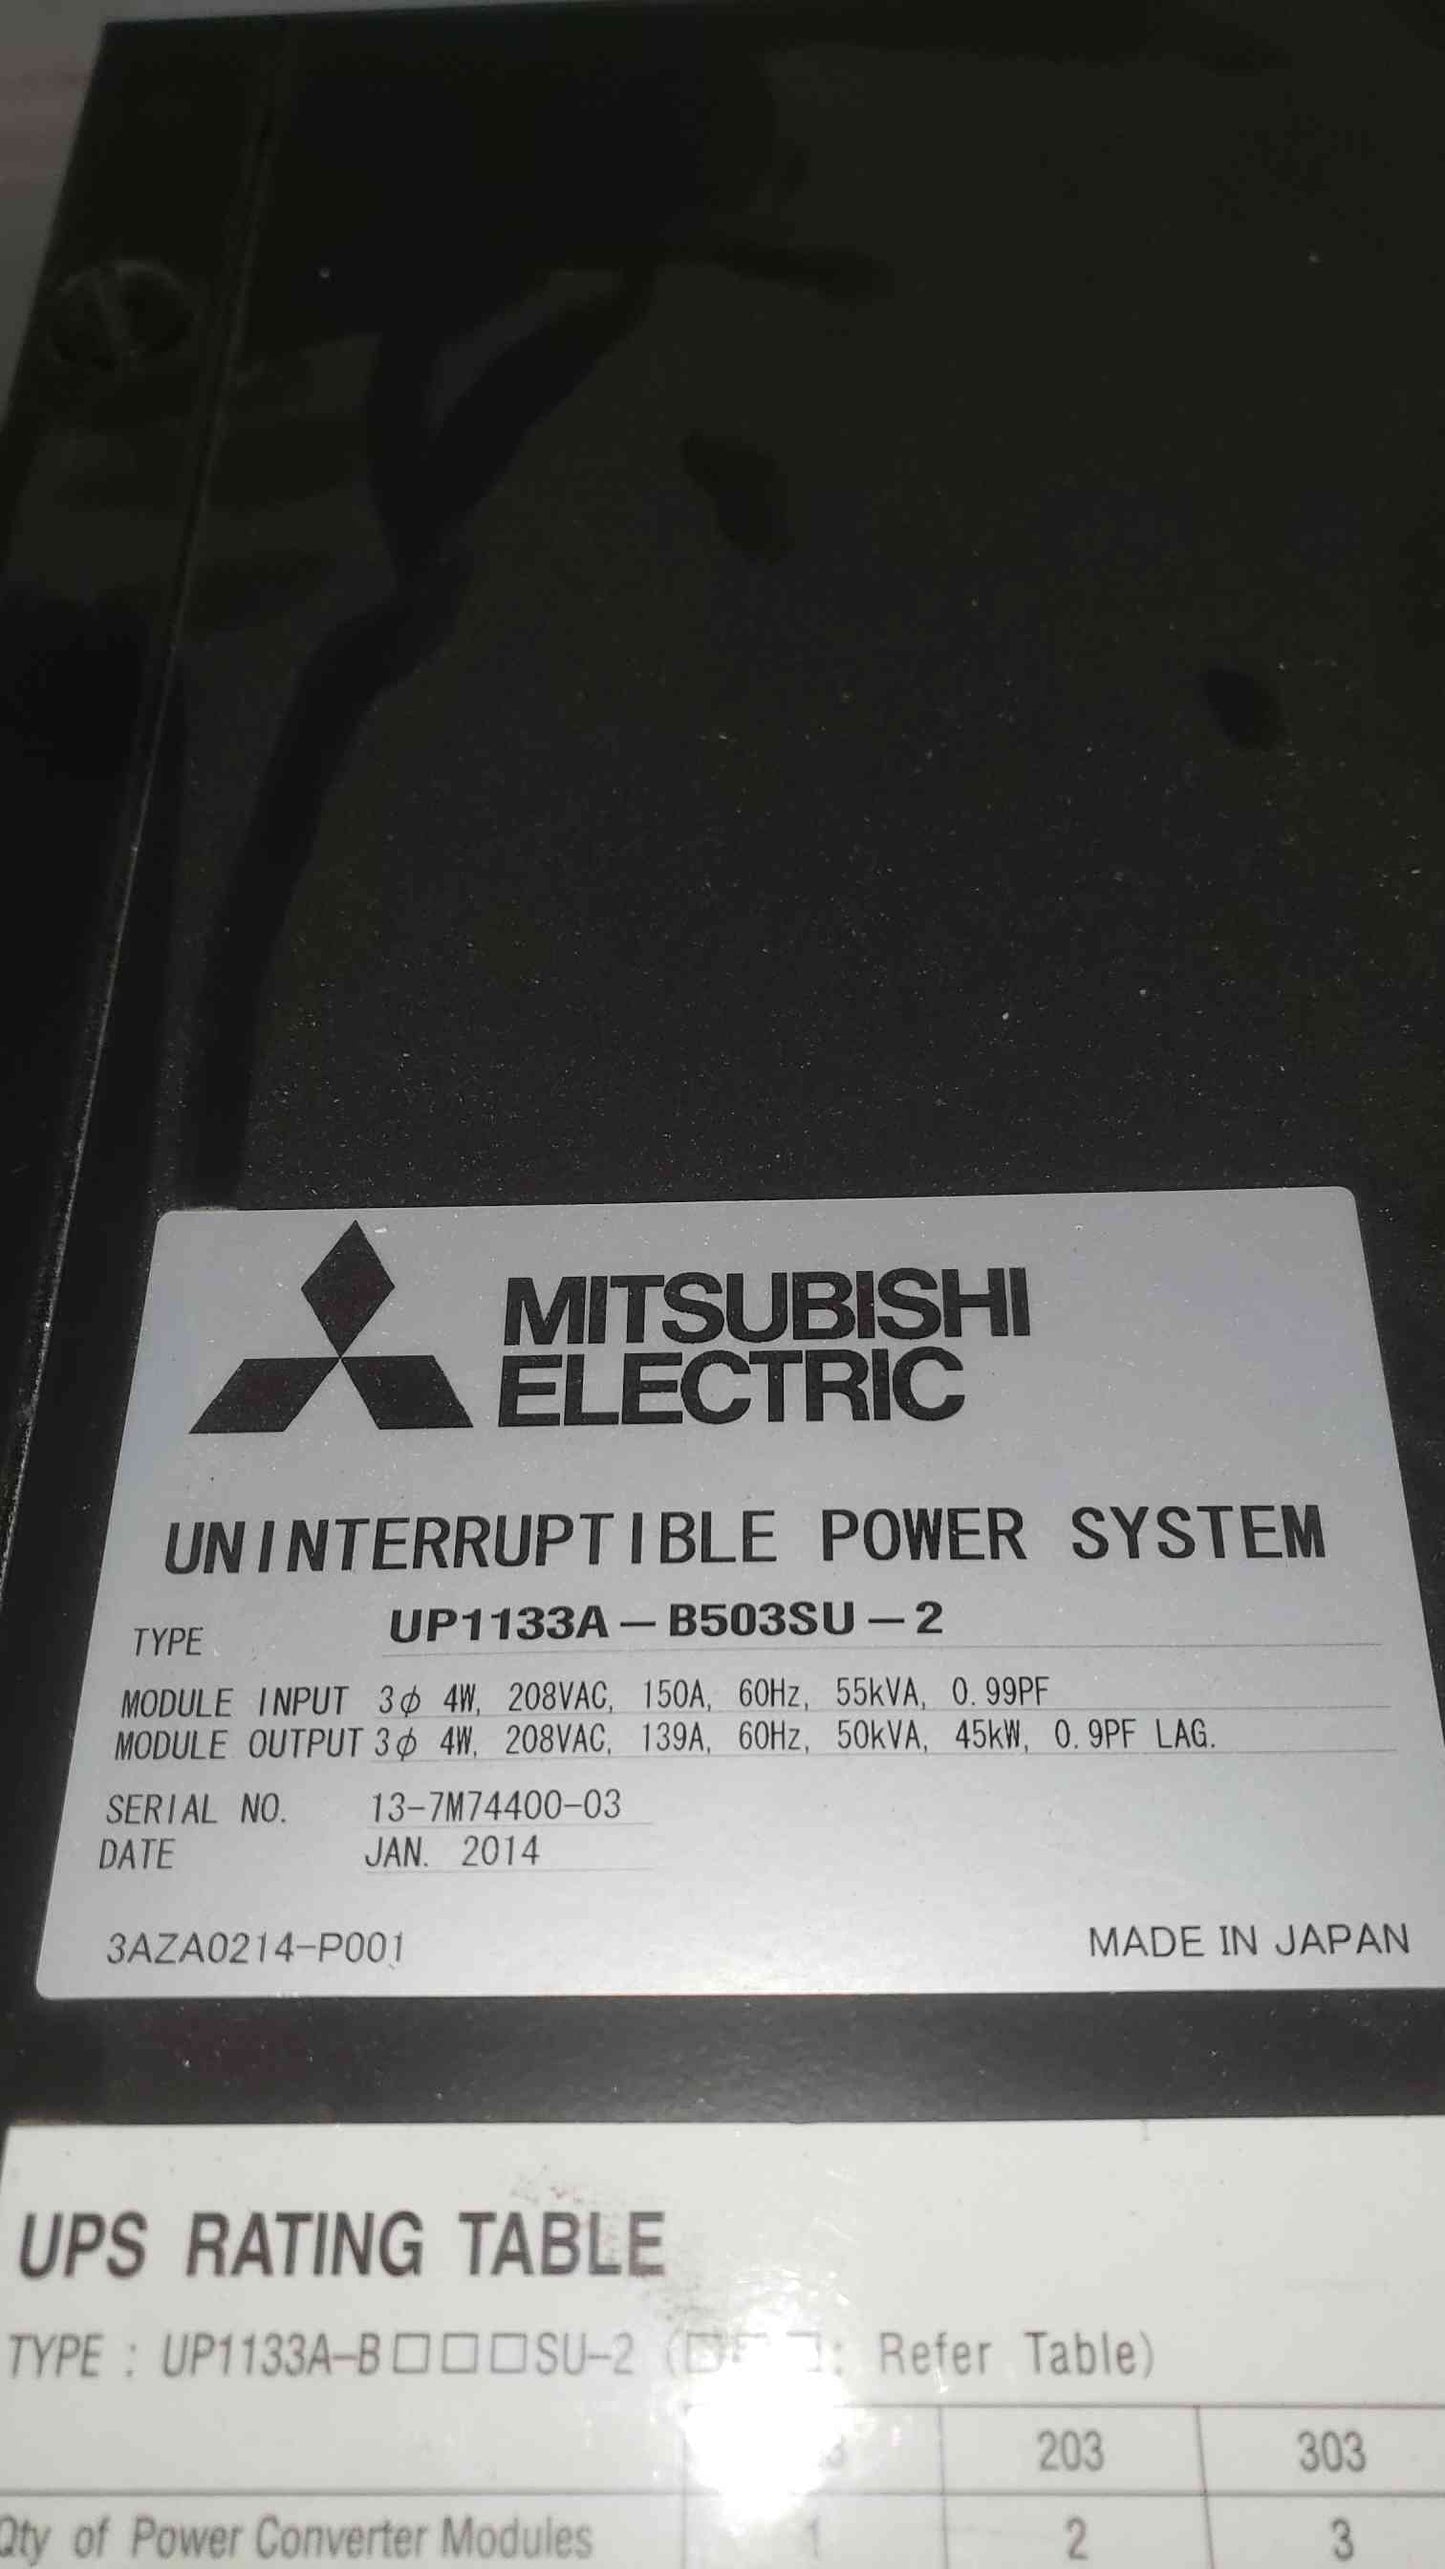 MITSUBISHI
ELECTRIC
UNINTERRUPTIBLE POWER SYSTEM
TYPE UP1133A-B503SU-2
MODULE INPUT 3φ 4W, 208VAC, 150A, 60Hz, 55kVA, 0.99PF
MODULE OUTPUT 3φ 4W, 208VAC, 139A, 60Hz, 50kVA, 45kW, 0.9PF LAG.
SERIAL NO. 13-7M74400-03
DATE JAN. 2014
3AZA0214-P001 MADE IN JAPAN
UPS RATING TABLE
TYPE : UP1133A-B□□□SU-2 (□□□: Refer Table)
203 303
Qty of Power Converter Modules 1 2 3